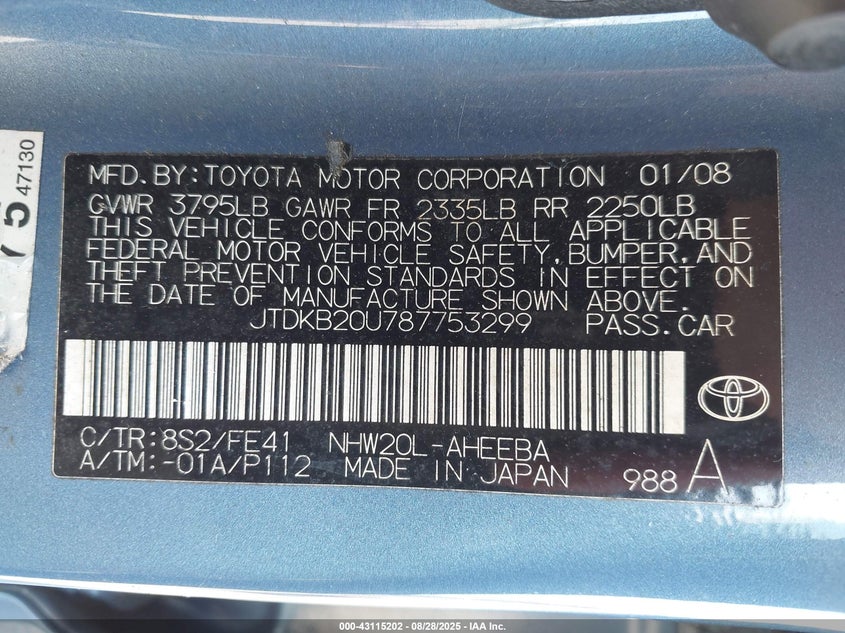 MFD.BY:TOYOTA MOTOR CORPORATION 01/08
GVWR 3795LB GAWR FR 2335LB RR 2250LB
THIS VEHICLE CONFORMS TO ALL APPLICABLE
FEDERAL MOTOR VEHICLE SAFETY,BUMPER,AND
THEFT PREVENTION STANDARDS IN EFFECT ON
THE DATE OF MANUFACTURE SHOWN ABOVE.
JTDKB20U787753299 PASS.CAR
C/TR:8S2/FE41 NHW20L-AHEEBA
A/TM:-01A/P112 MADE IN JAPAN 988 A
47130
000-43115202 - 08/28/2025 - IAA Inc.